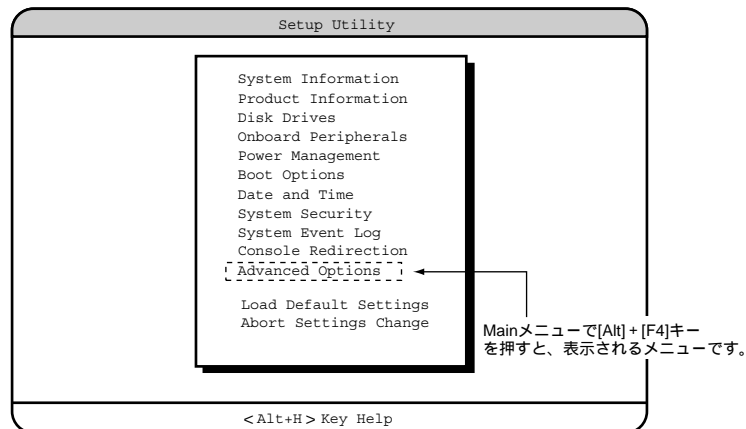 Setup Utility
System Information
Product Information
Disk Drives
Onboard Peripherals
Power Management
Boot Options
Date and Time
System Security
System Event Log
Console Redirection
Advanced Options
Load Default Settings
Abort Settings Change
Mainメニューで[Alt]+[F4]キー
を押すと、表示されるメニューです。
<Alt+H> Key Help